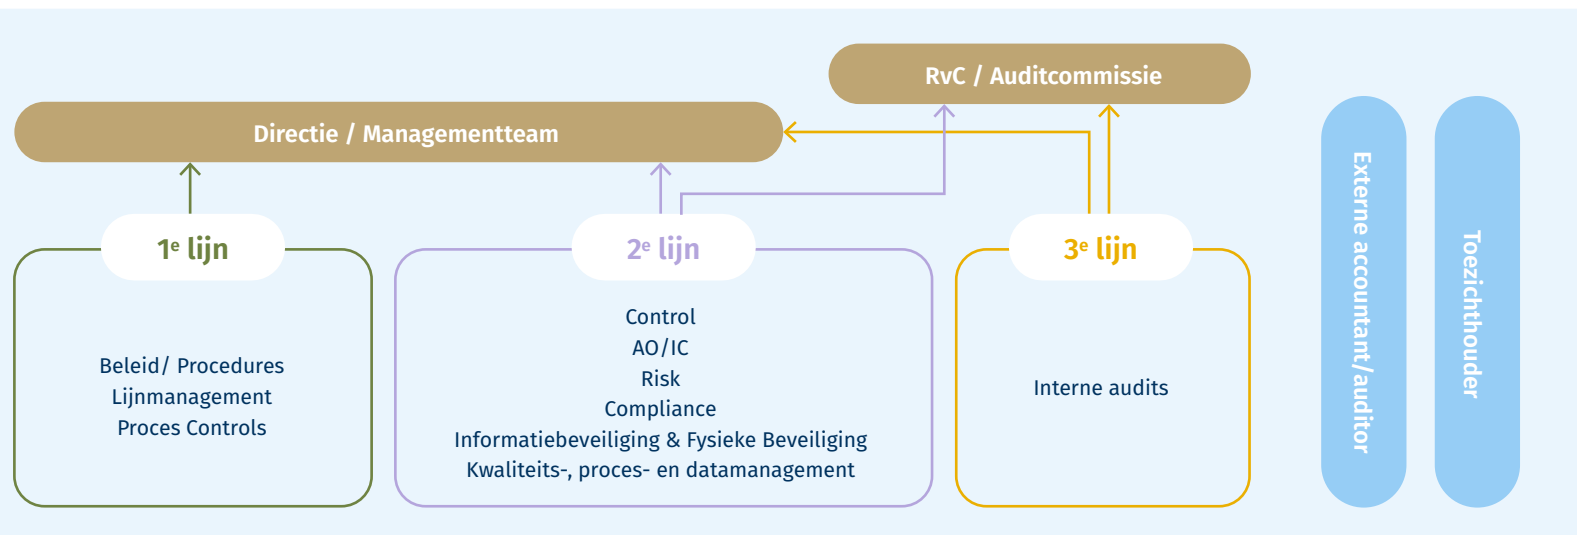 RvC / Auditcommissie
Directie / Managementteam
1e lijn
Beleid/ Procedures
Lijnmanagement
Proces Controls
2e lijn
Control
AO/IC
Risk
Compliance
Informatiebeveiliging & Fysieke Beveiliging
Kwaliteits-, proces- en datamanagement
3e lijn
Interne audits
Externe accountant/auditor
Toezichthouder